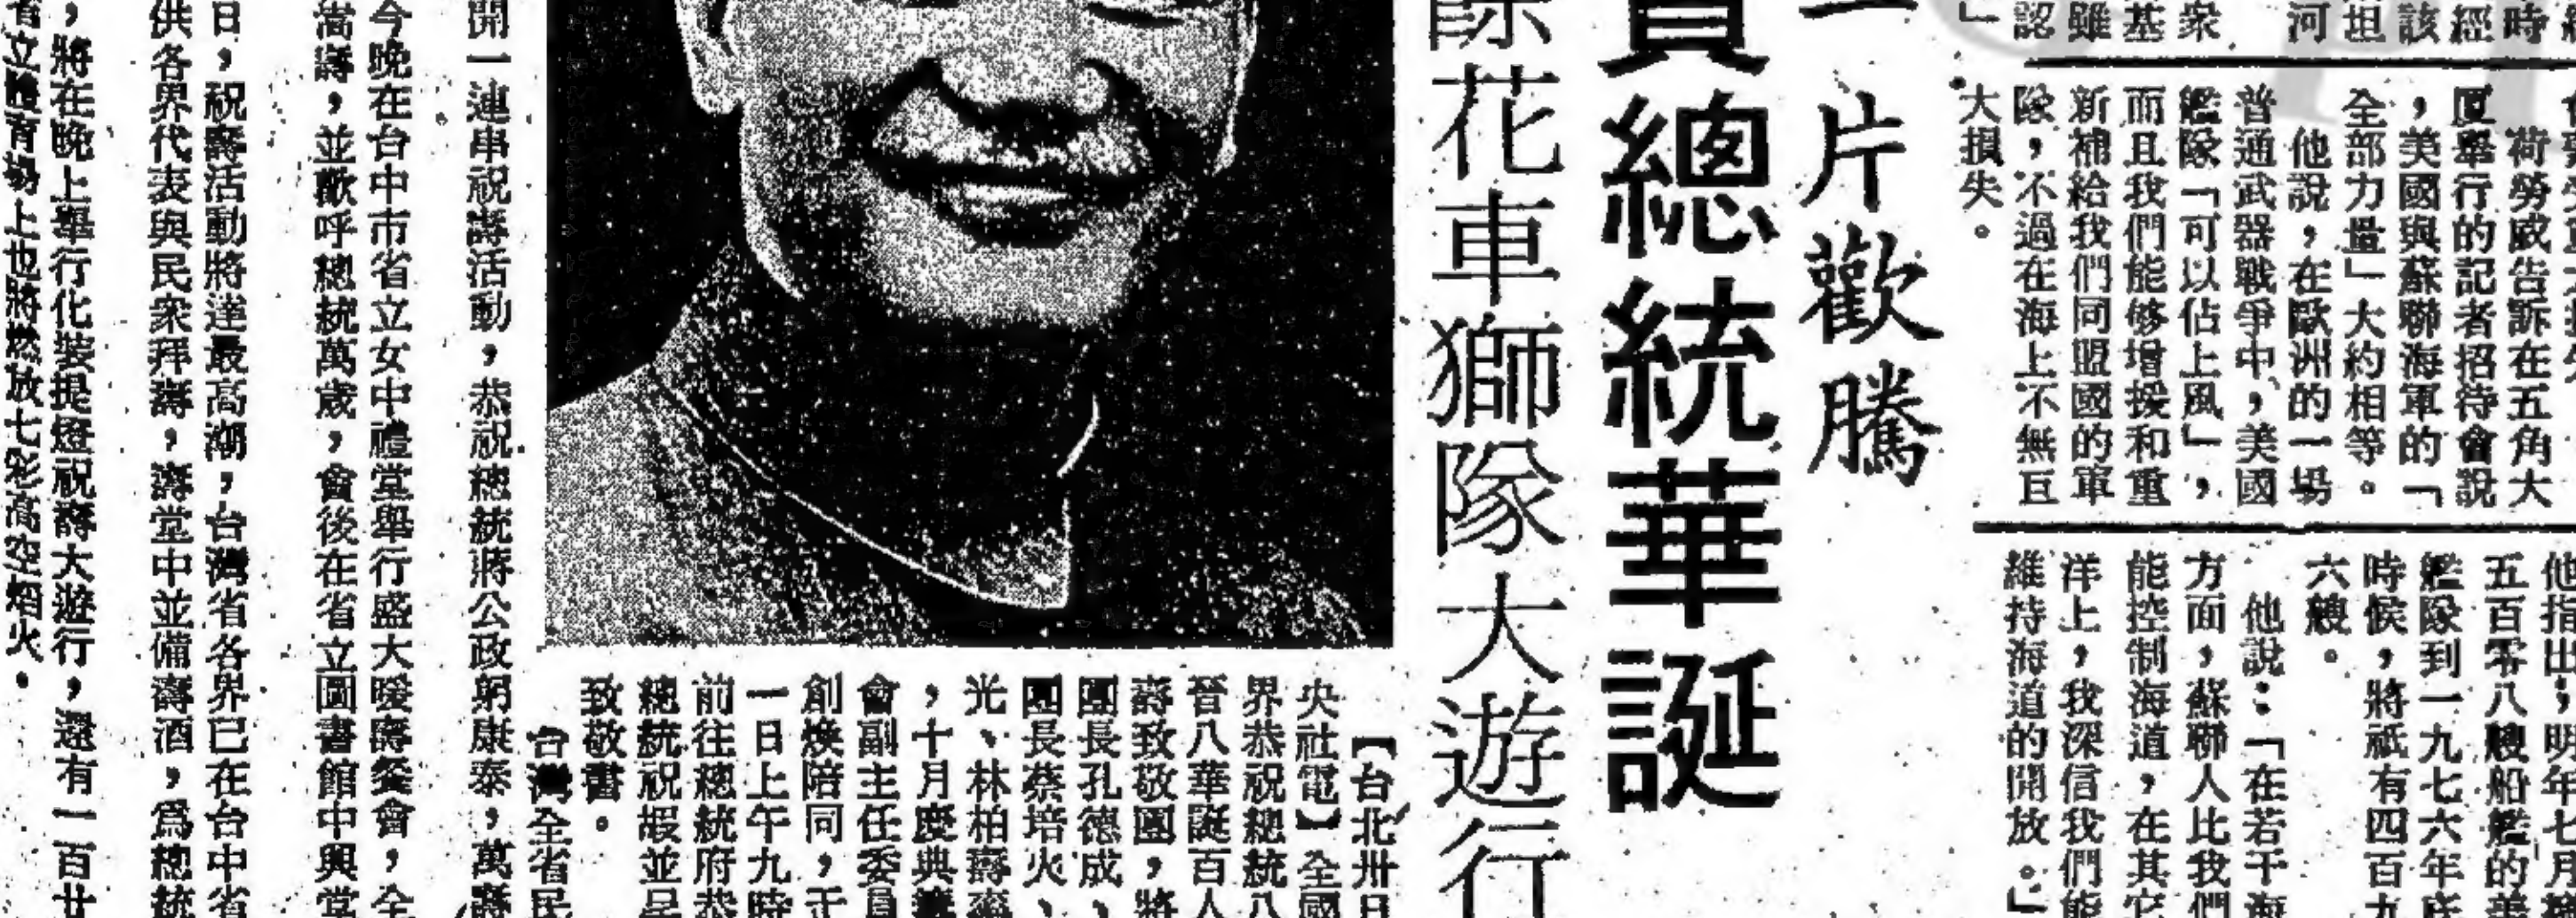 時
經
該
坦
河
衆
基
雖
認
」
荷勞威告訴在五角大
厦舉行的記者招待會說
，美國與蘇聯海軍的「
全部力量」大約相等。
他說，在歐洲的一場
普通武器戰爭中，美國
艦隊「可以佔上風」，
而且我們能够增援和重
新補給我們同盟國的軍
隊，不過在海上不無巨
大損失。
他指出，明年七月
五百零八艘船艦的美
艦隊到一九七六年底
時候，將祇有四百九
六艘。
他說：「在若干海
方面，蘇聯人比我們
能控制海道，在其它
洋上，我深信我們能
維持海道的開放。」
一片歡騰
賀總統華誕
花車獅隊大遊行
【台北卅日
央社電】全國
界恭祝總統八
晉八華誕百人
壽致敬團，將
團長孔德成、
團長蔡培火、
光、林柏壽
，十月慶典
會副主任委員
創煥陪同，于
一日上午九時
前往總統府恭
總統祝嘏並呈
致敬書。
台灣全省民
開一連串祝壽活動，恭祝總統蔣公政躬康泰，萬壽
今晚在台中市省立女中禮堂舉行盛大暖壽餐會，全
嵩壽，並歡呼總統萬歲，會後在省立圖書館中興堂
日，祝壽活動將達最高潮，台灣省各界已在台中省
供各界代表與民衆拜壽，壽堂中並備壽酒，爲總統
，將在晚上舉行化裝提燈祝壽大遊行，還有一百廿
省立體育場上也將燃放七彩高空焰火。